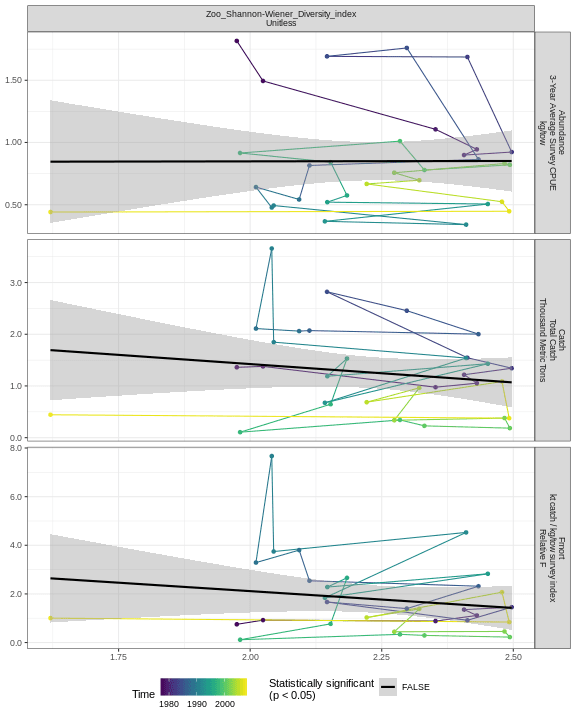 Zoo_Shannon-Wiener_Diversity_index
Unitless
1.50
1.00
0.50
Abundance
3-Year Average Survey CPUE
kg/tow
3.0
2.0
1.0
0.0
Catch
Total Catch
Thousand Metric Tons
8.0
6.0
4.0
2.0
0.0
Fmort
kt catch / kg/tow survey index
Relative F
1.75
2.00
2.25
2.50
Time
1980 1990 2000
Statistically significant
(p < 0.05)
FALSE